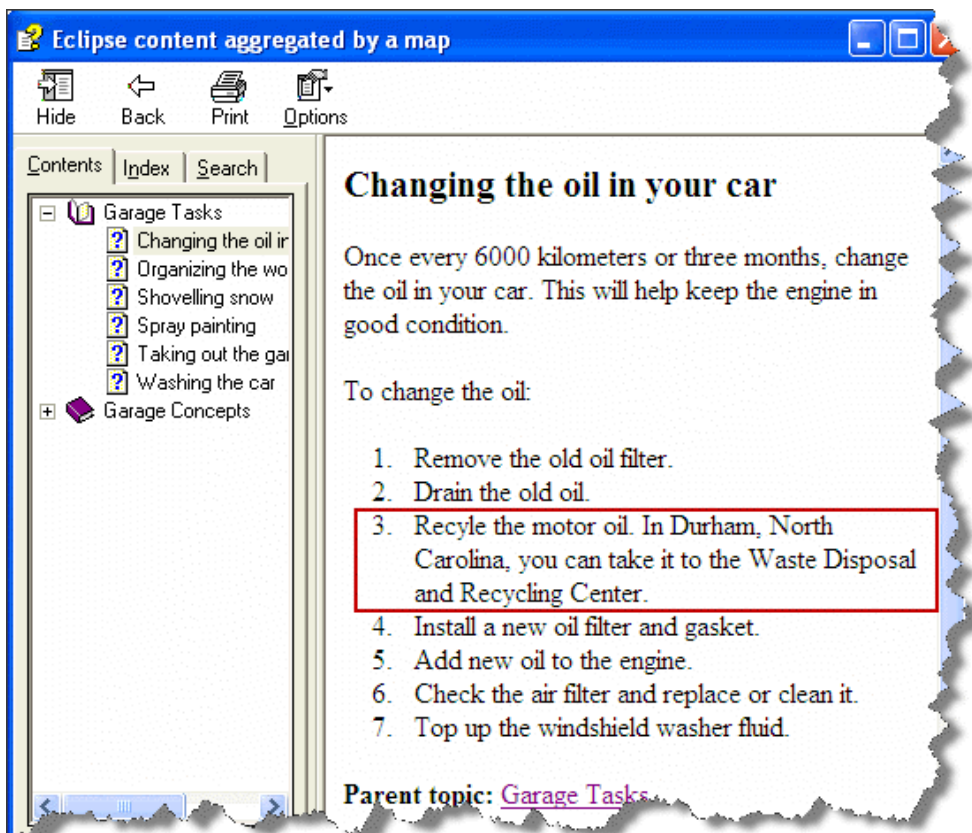 Eclipse content aggregated by a map
Hide Back Print Options
Contents Index Search
Garage Tasks
Changing the oil ir
Organizing the wo
Shovelling snow
Spray painting
Taking out the gar
Washing the car
Garage Concepts
Changing the oil in your car
Once every 6000 kilometers or three months, change
the oil in your car. This will help keep the engine in
good condition.
To change the oil:
1. Remove the old oil filter.
2. Drain the old oil.
3. Recyle the motor oil. In Durham, North
Carolina, you can take it to the Waste Disposal
and Recycling Center.
4. Install a new oil filter and gasket.
5. Add new oil to the engine.
6. Check the air filter and replace or clean it.
7. Top up the windshield washer fluid.
Parent topic: Garage Tasks